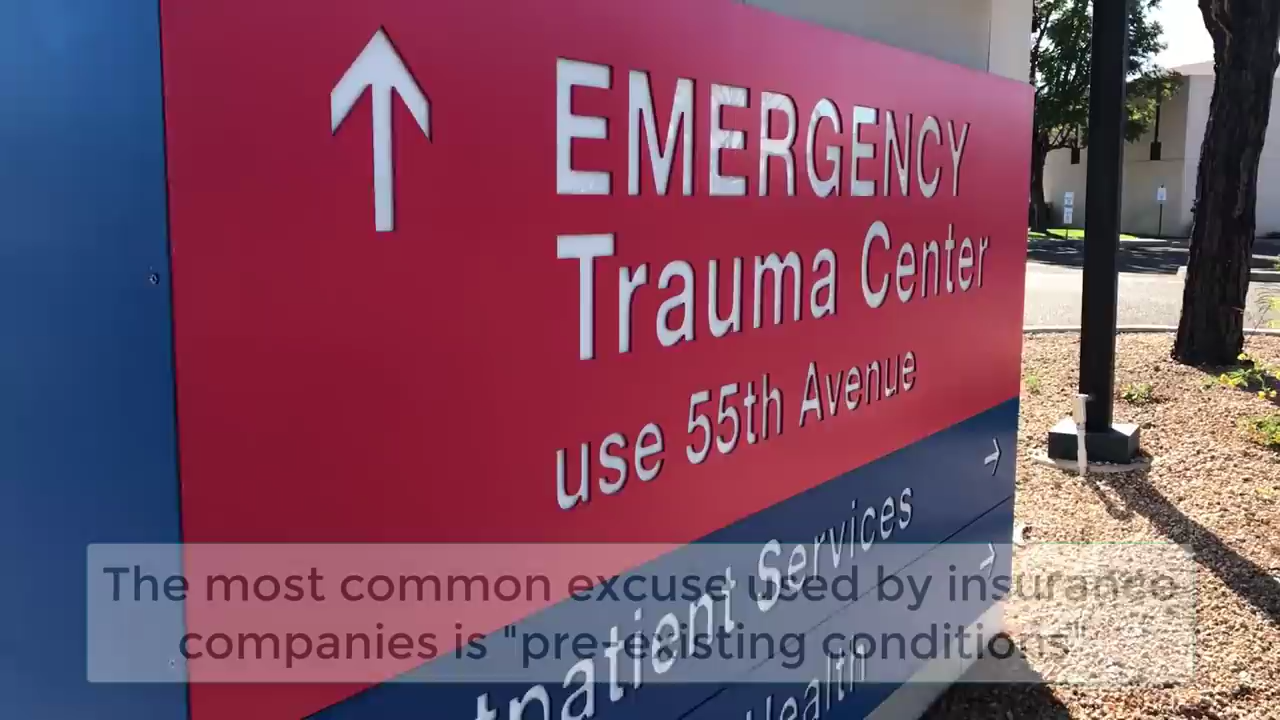 EMERGENCY
Trauma Center
use 55th Avenue
Services
Health
The most common excuse used by insurance
companies is "pre-existing conditions"